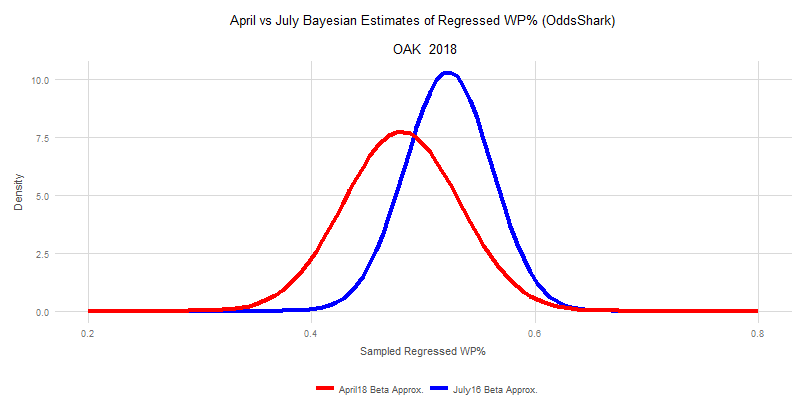 April vs July Bayesian Estimates of Regressed WP% (OddsShark)
OAK 2018
10.0
7.5
5.0
2.5
0.0
Density
0.2 0.4 0.6 0.8
Sampled Regressed WP%
April18 Beta Approx. July16 Beta Approx.